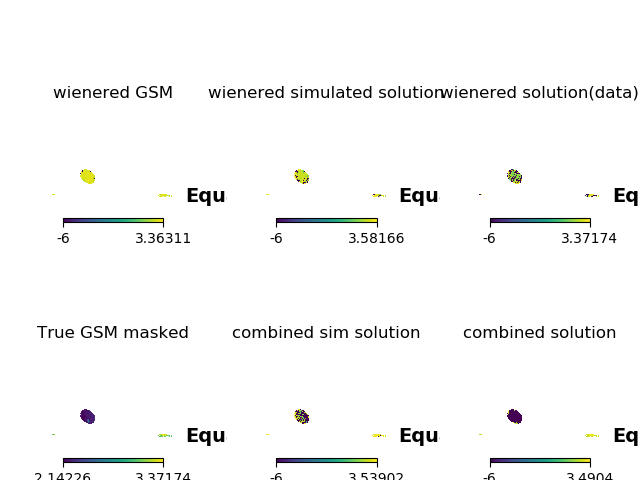 wienered GSM
wienered simulated solution
wienered solution(data)
Equ
Equ
Eq
-6 3.36311
-6 3.58166
-6 3.37174
True GSM masked
combined sim solution
combined solution
Equ
Equ
Eq
2.14226 3.37174
-6 3.53902
-6 3.4904